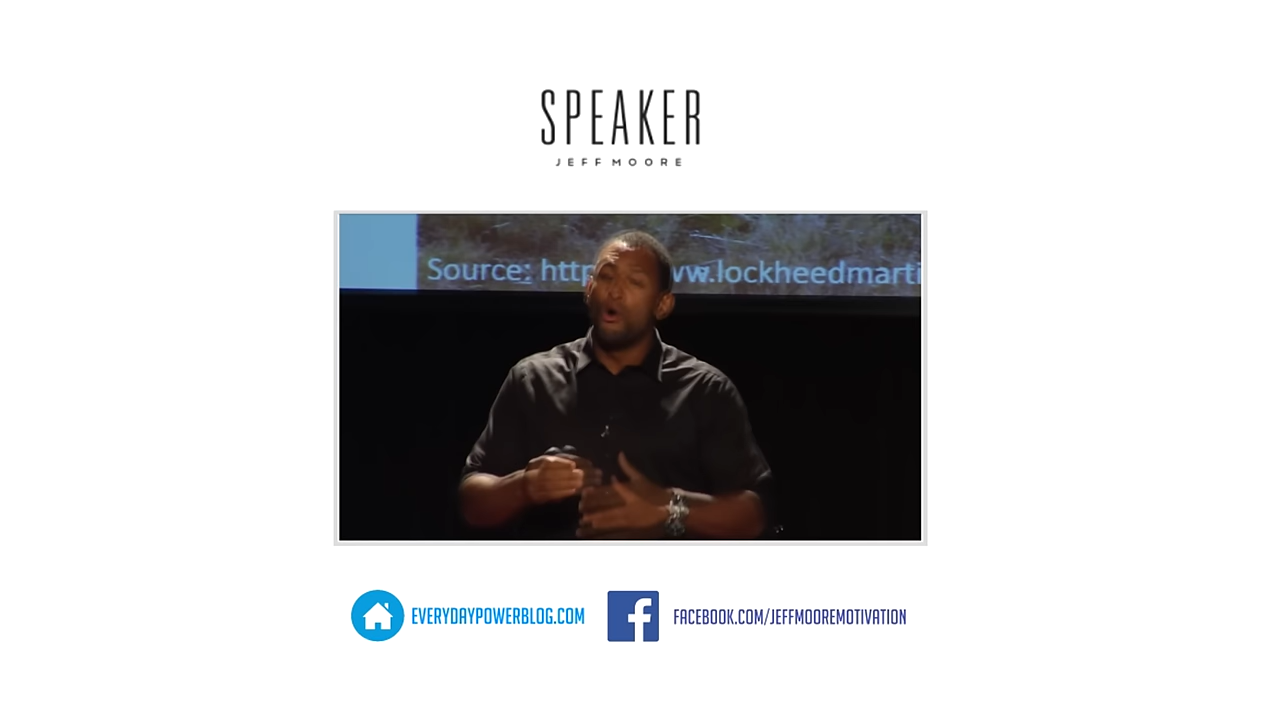 SPEAKER
JEFF MOORE
Source: http
w.lockheedmarti
EVERYDAYPOWERBLOG.COM
FACEBOOK.COM/JEFFMOOREMOTIVATION